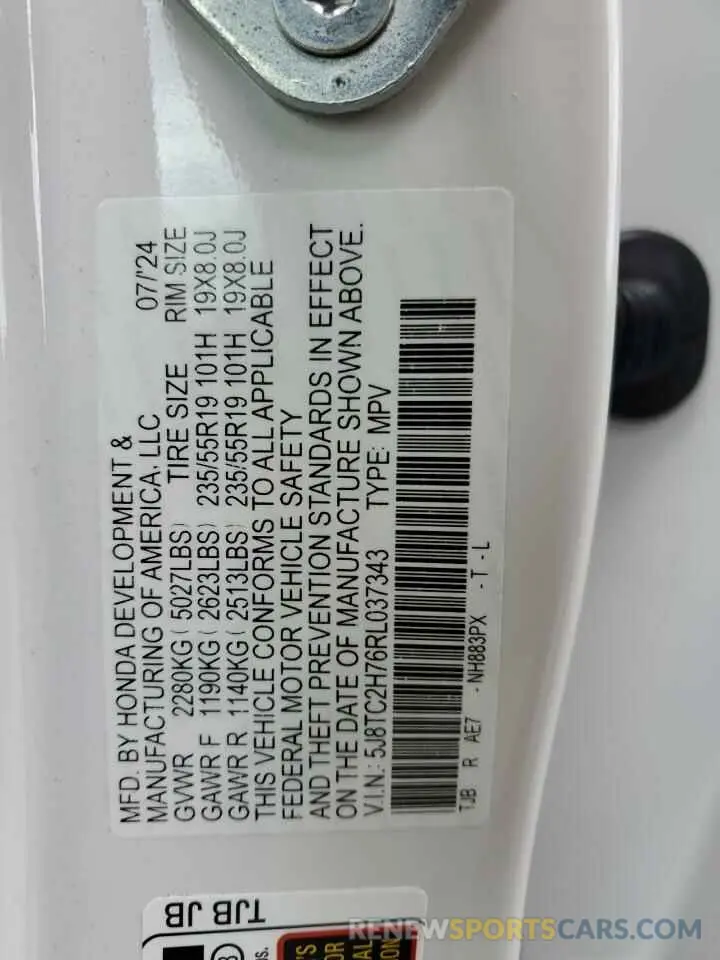 MFD. BY HONDA DEVELOPMENT &
MANUFACTURING OF AMERICA, LLC 07/'24
GVWR 2280KG( 5027LBS) TIRE SIZE RIM SIZE
GAWR F 1190KG( 2623LBS) 235/55R19 101H 19X8.0J
GAWR R 1140KG( 2513LBS) 235/55R19 101H 19X8.0J
THIS VEHICLE CONFORMS TO ALL APPLICABLE
FEDERAL MOTOR VEHICLE SAFETY
AND THEFT PREVENTION STANDARDS IN EFFECT
ON THE DATE OF MANUFACTURE SHOWN ABOVE.
V.I.N.: 5J8TC2H76RL037343 TYPE: MPV
TJB R AE7 - NH883PX - T - L
TJB JB
RENEWSPORTSCARS.COM